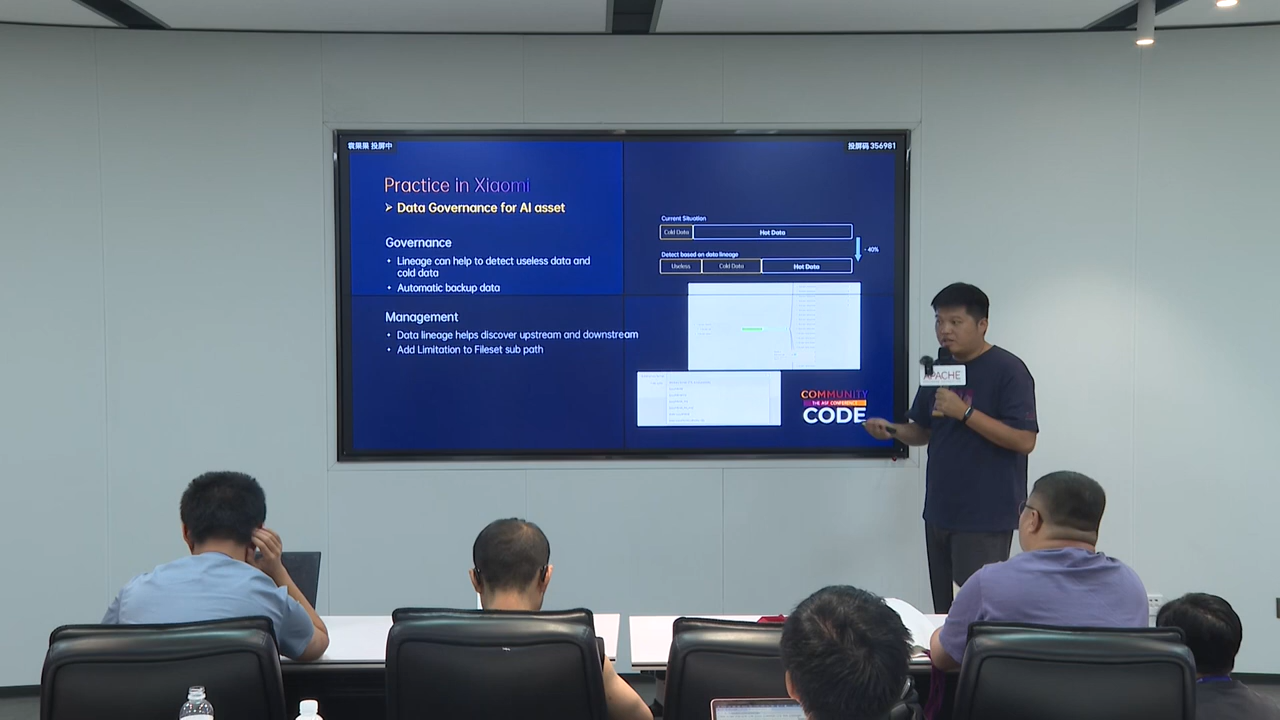 袁果果 投屏中
投屏码 356981
Practice in Xiaomi
➢ Data Governance for AI asset
Governance
• Lineage can help to detect useless data and
cold data
• Automatic backup data
Management
• Data lineage helps discover upstream and downstream
• Add Limitation to Fileset sub path
Current Situation
Cold Data
Hot Data
- 40%
Detect based on data lineage
Useless
Cold Data
Hot Data
COMMUNITY
THE ASF CONFERENCE
CODE
APACHE